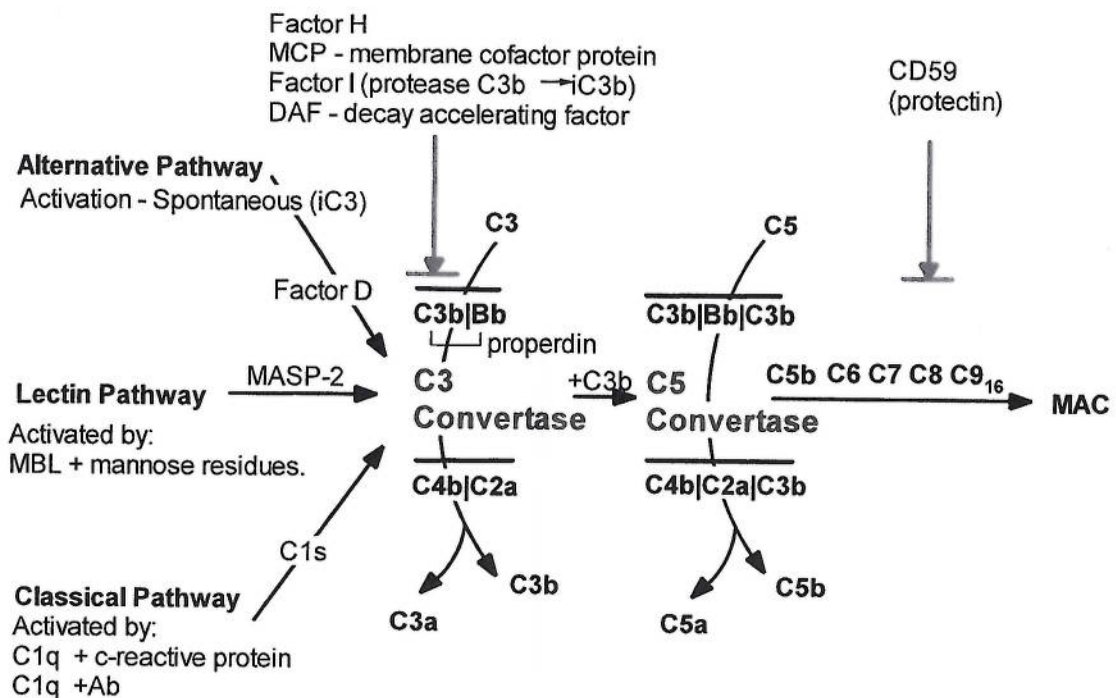 Factor H
MCP - membrane cofactor protein
Factor I (protease C3b → iC3b)
DAF - decay accelerating factor
CD59
(protectin)
Alternative Pathway
Activation - Spontaneous (iC3)
Factor D
C3
C5
C3b|Bb
properdin
C3b|Bb|C3b
Lectin Pathway
MASP-2
Activated by:
MBL + mannose residues.
C3
Convertase
+C3b
C5
Convertase
C5b C6 C7 C8 C9₁₆
MAC
C4b|C2a
C4b|C2a|C3b
C1s
C3b
C3a
C5b
C5a
Classical Pathway
Activated by:
C1q + c-reactive protein
C1q +Ab